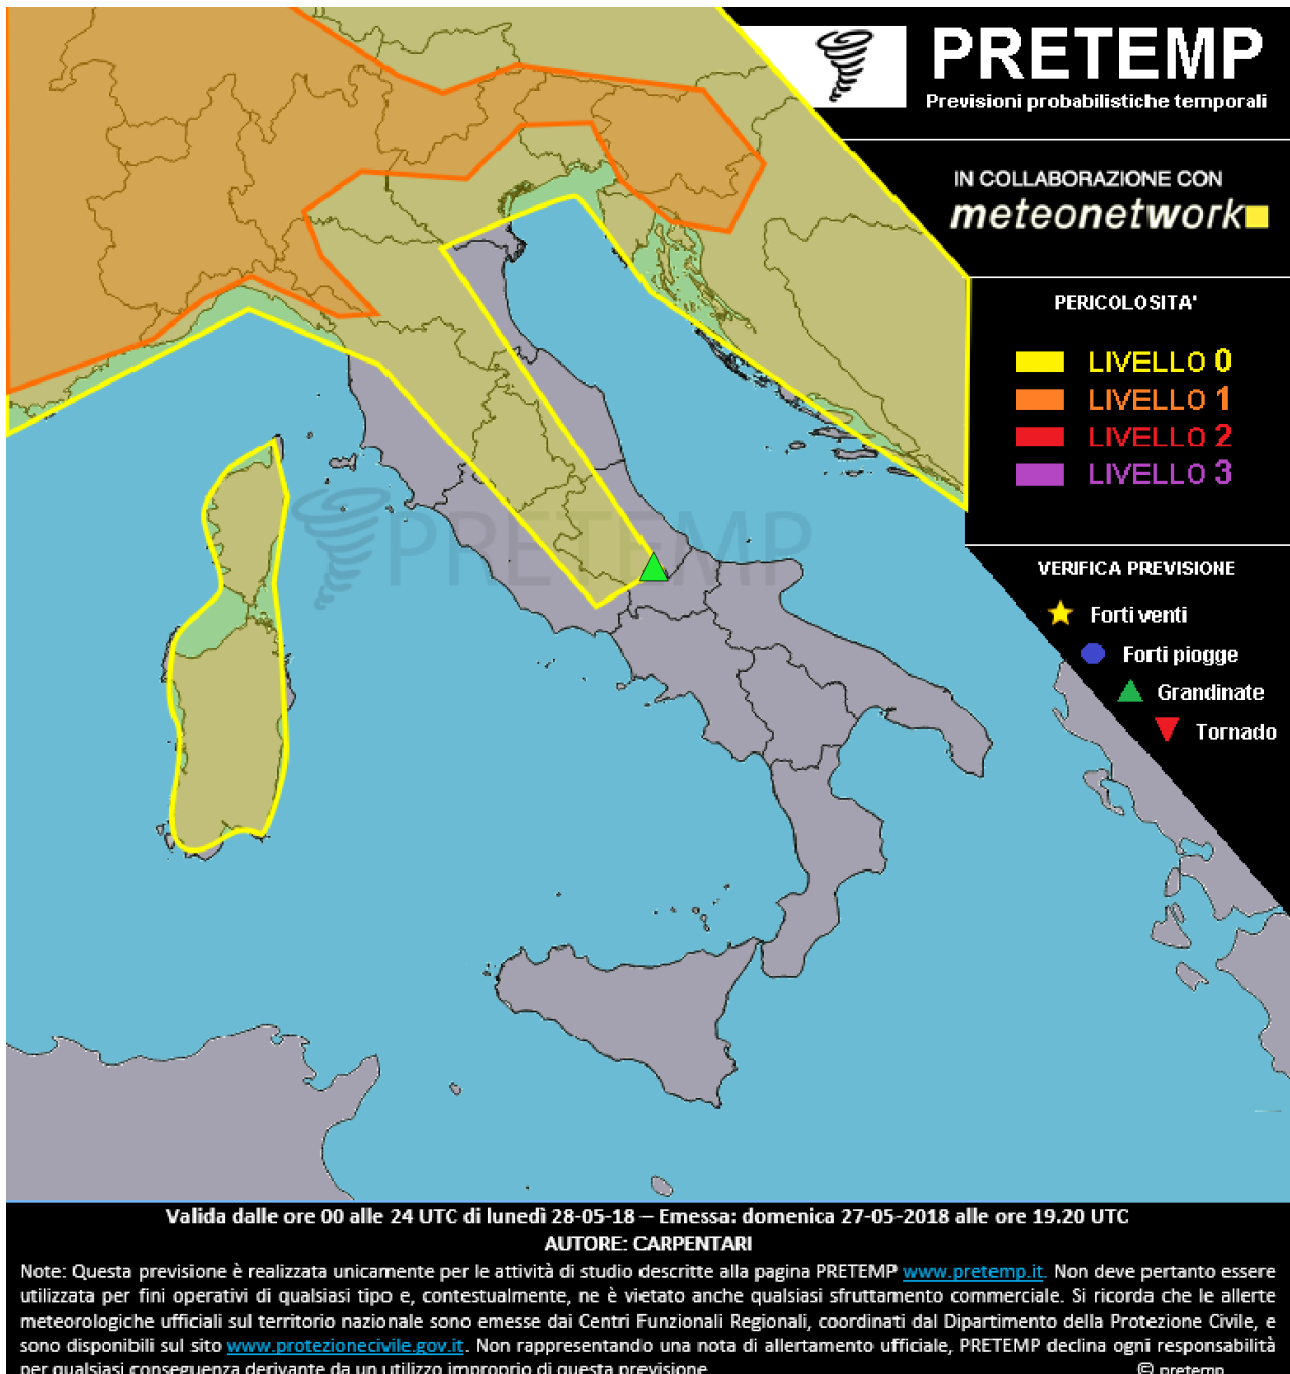 PRETEMP
Previsioni probabilistiche temporali
IN COLLABORAZIONE CON
meteonetwork
PERICOLOSITA'
LIVELLO 0
LIVELLO 1
LIVELLO 2
LIVELLO 3
PRETEMP
VERIFICA PREVISIONE
Forti venti
Forti piogge
Grandinate
Tornado
Valida dalle ore 00 alle 24 UTC di lunedì 28-05-18 – Emessa: domenica 27-05-2018 alle ore 19.20 UTC
AUTORE: CARPENTARI
Note: Questa previsione è realizzata unicamente per le attività di studio descritte alla pagina PRETEMP www.pretemp.it. Non deve pertanto essere
utilizzata per fini operativi di qualsiasi tipo e, contestualmente, ne è vietato anche qualsiasi sfruttamento commerciale. Si ricorda che le allerte
meteorologiche ufficiali sul territorio nazionale sono emesse dai Centri Funzionali Regionali, coordinati dal Dipartimento della Protezione Civile, e
sono disponibili sul sito www.protezionecivile.gov.it. Non rappresentando una nota di allertamento ufficiale, PRETEMP declina ogni responsabilità
per qualsiasi conseguenza derivante da un utilizzo improprio di questa previsione.
© pretemp